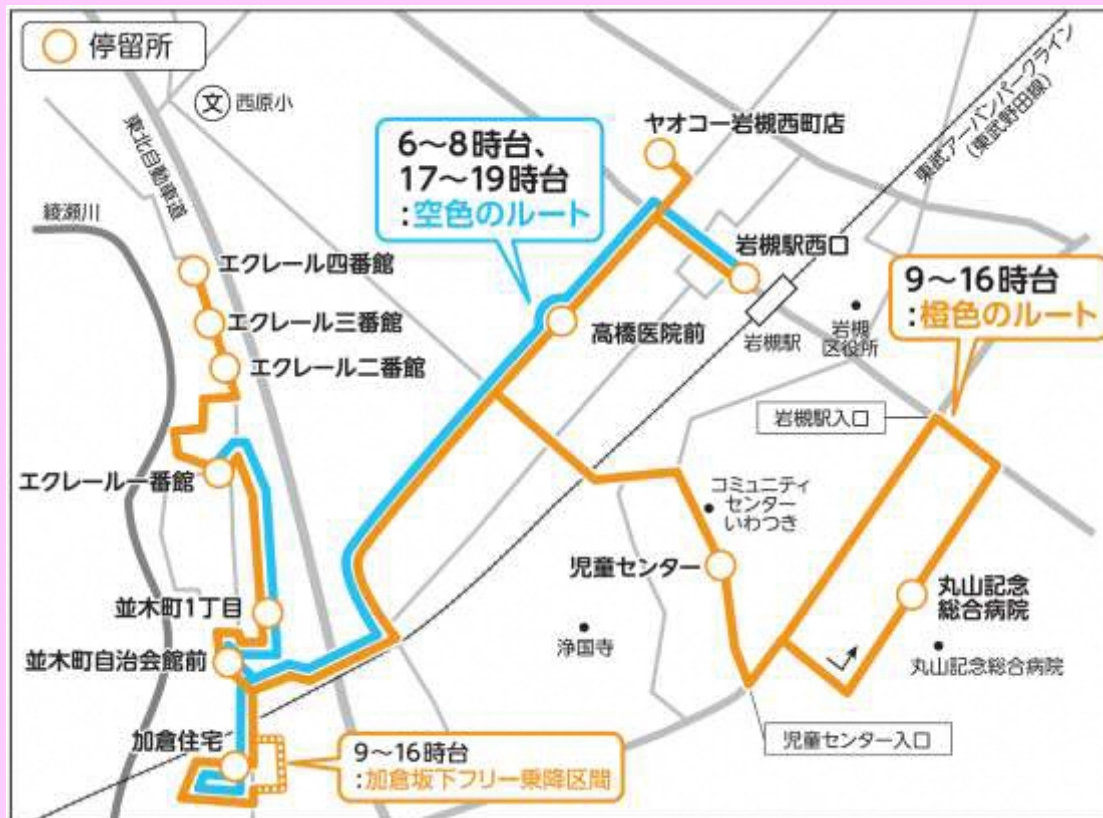 停留所
文 西原小
東北自動車道
綾瀬川
6～8時台、
17～19時台
：空色のルート
ヤオコー岩槻西町店
東武アーバンパークライン
（東武野田線）
岩槻駅西口
9～16時台
：橙色のルート
エクレール四番館
エクレール三番館
エクレール二番館
高橋医院前
岩槻駅
岩槻
区役所
岩槻駅入口
エクレール一番館
コミュニティ
センター
いわつき
児童センター
丸山記念
総合病院
並木町1丁目
浄国寺
丸山記念総合病院
並木町自治会館前
加倉住宅
9～16時台
：加倉坂下フリー乗降区間
児童センター入口